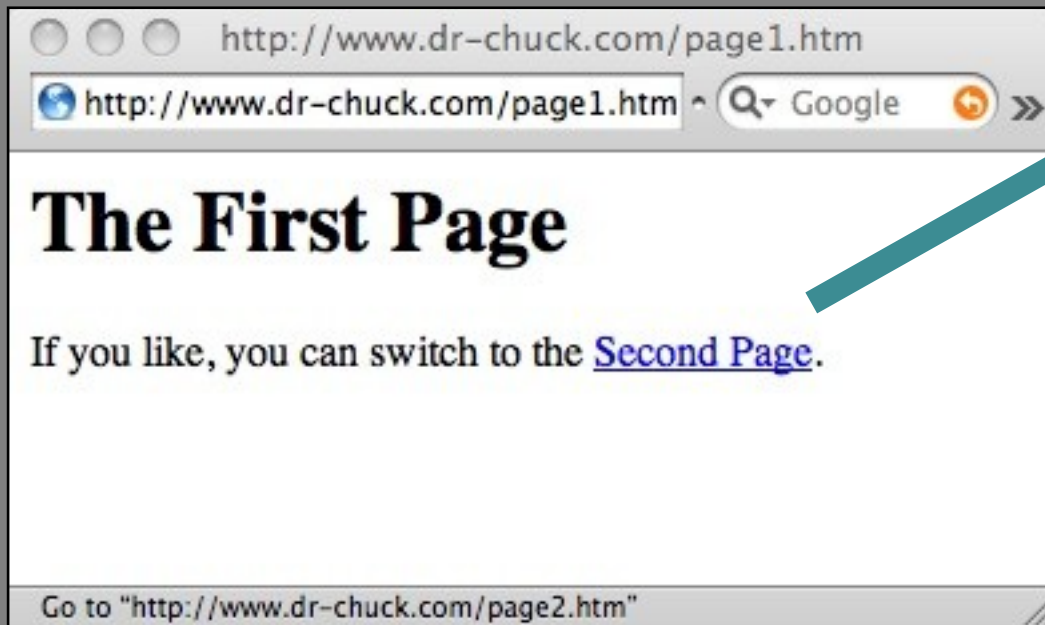 http://www.dr-chuck.com/page1.htm
http://www.dr-chuck.com/page1.htm Google
The First Page
If you like, you can switch to the Second Page.
Go to "http://www.dr-chuck.com/page2.htm"